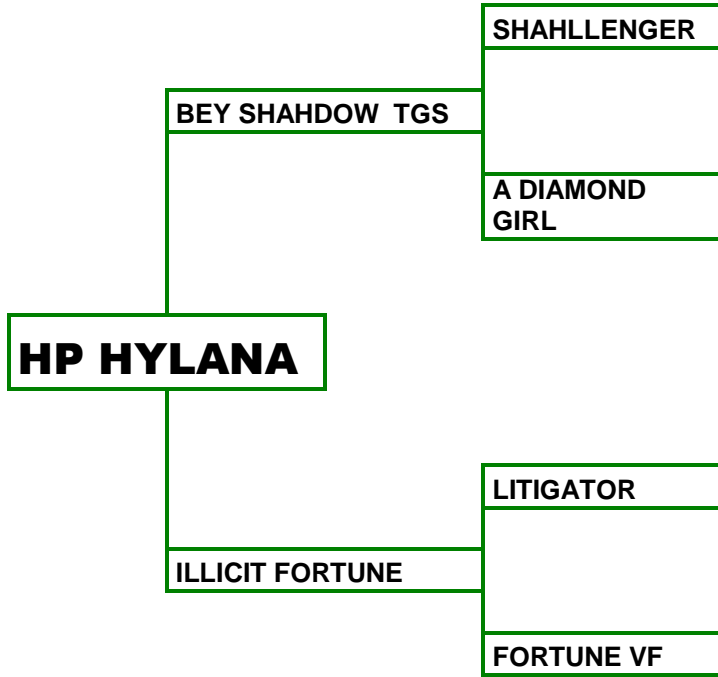 SHAHLLENGER
BEY SHAHDOW TGS
A DIAMOND
GIRL
HP HYLANA
LITIGATOR
ILLICIT FORTUNE
FORTUNE VF